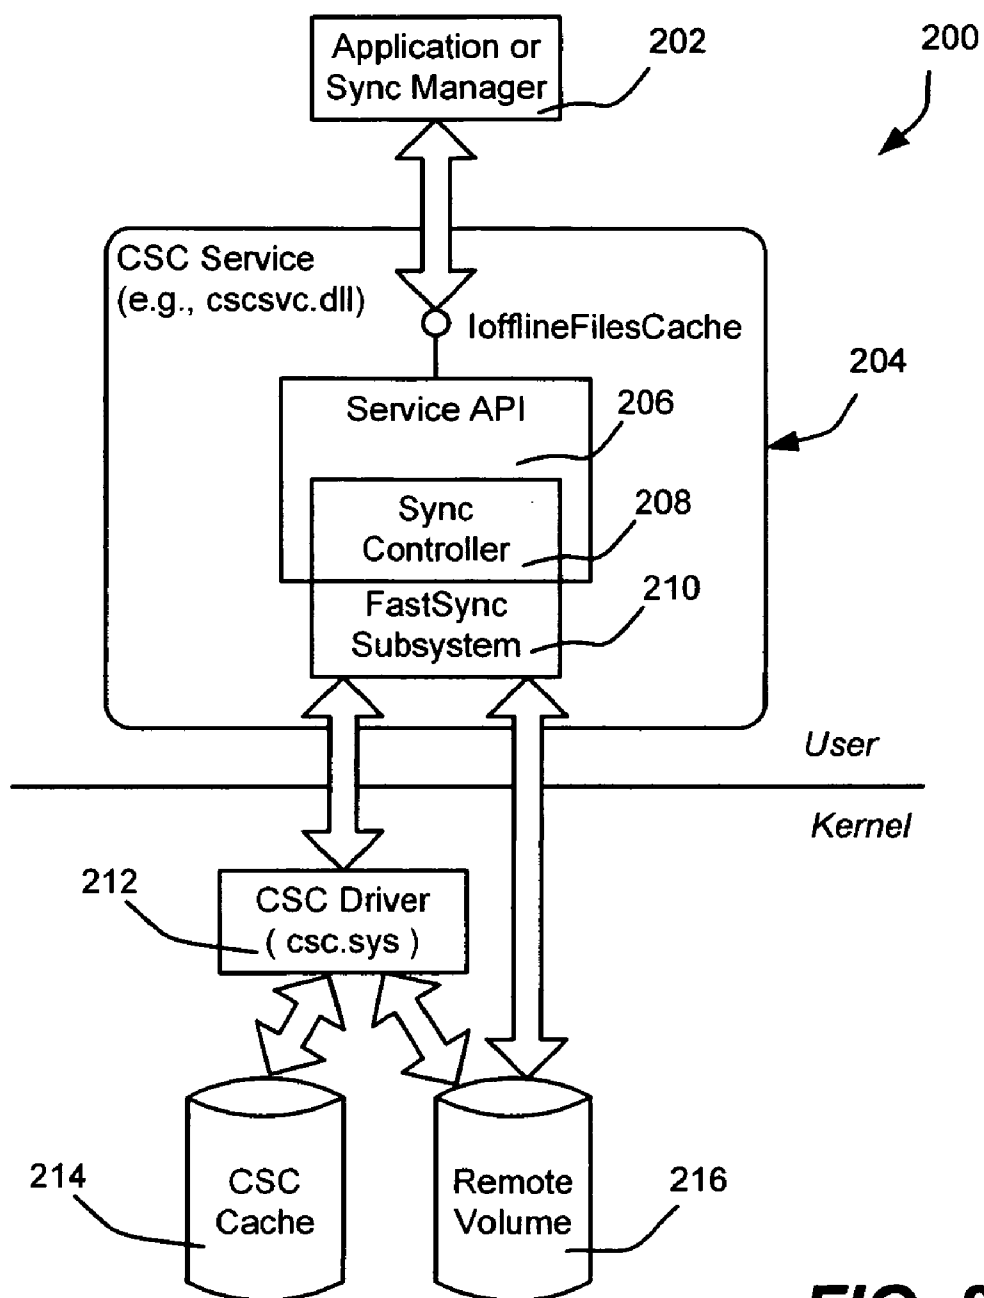 Application or
Sync Manager
202
200
CSC Service
(e.g., cscsvc.dll)
IofflineFilesCache
204
Service API
206
Sync
Controller
208
FastSync
Subsystem
210
User
Kernel
212
CSC Driver
( csc.sys )
214
CSC
Cache
Remote
Volume
216
FIG.